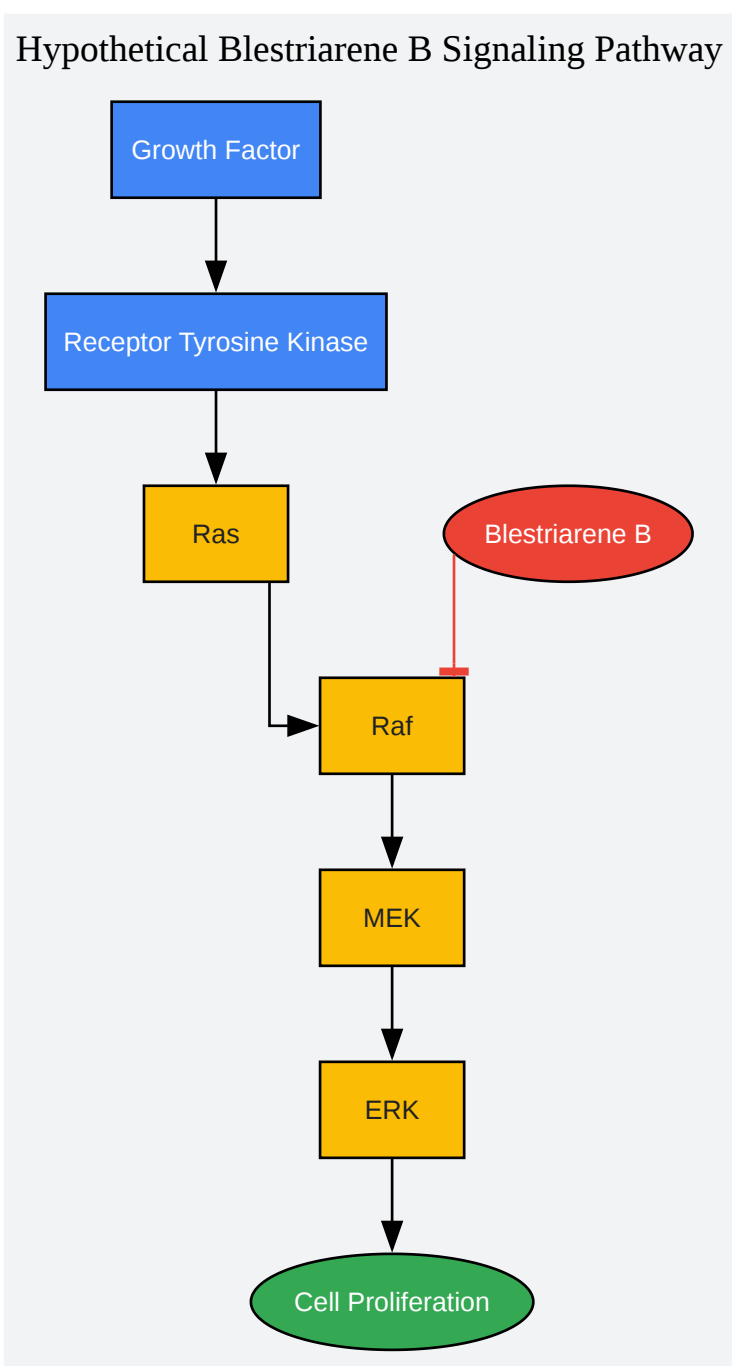 Hypothetical Blestriarene B Signaling Pathway
Growth Factor
Receptor Tyrosine Kinase
Ras
Blestriarene B
Raf
MEK
ERK
Cell Proliferation